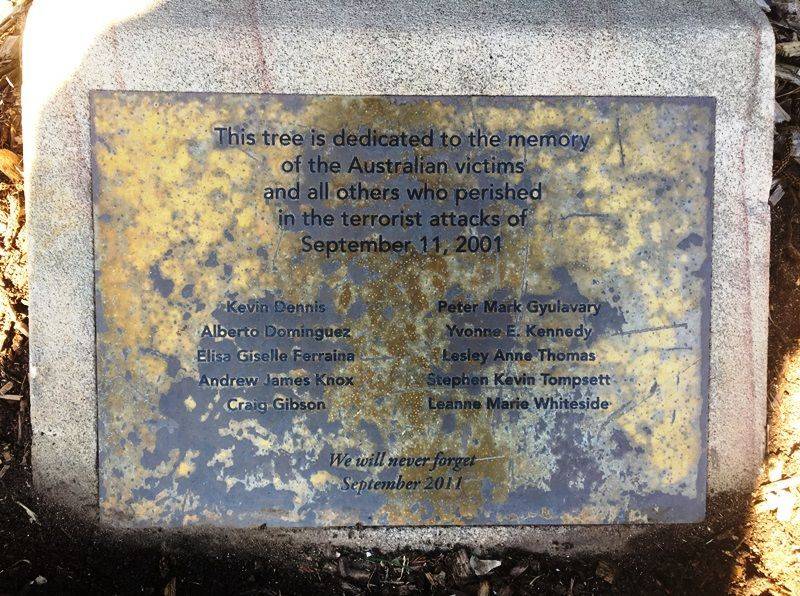 This tree is dedicated to the memory
of the Australian victims
and all others who perished
in the terrorist attacks of
September 11, 2001
Kevin Dennis
Alberto Dominguez
Elisa Giselle Ferraina
Andrew James Knox
Craig Gibson
Peter Mark Gyulavary
Yvonne E. Kennedy
Lesley Anne Thomas
Stephen Kevin Tompsett
Leanne Marie Whiteside
We will never forget
September 2011